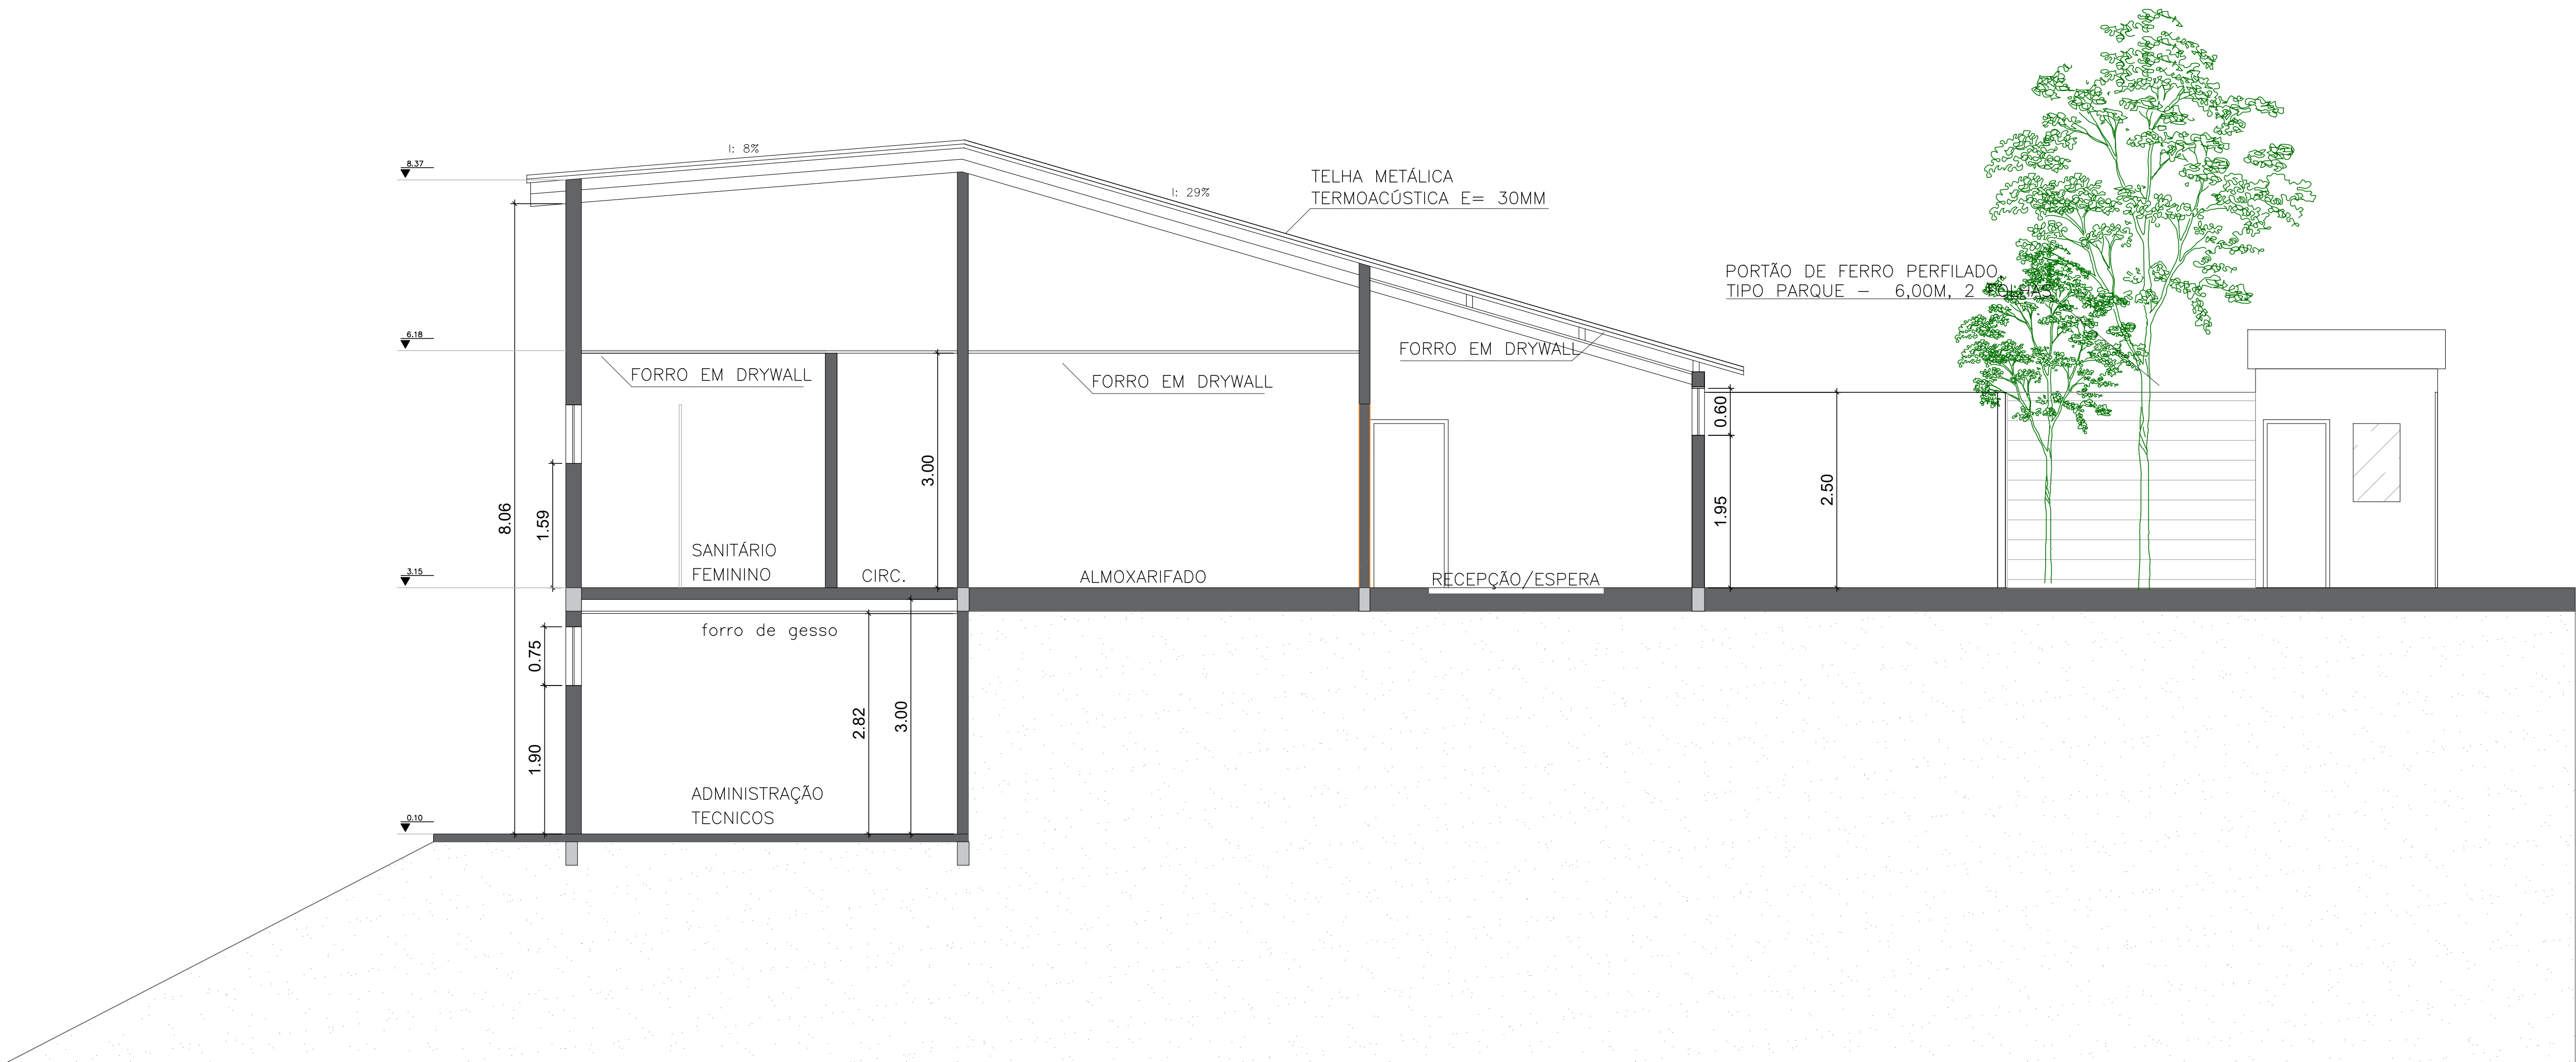 I: 8%
8.37
I: 29%
TELHA METÁLICA
TERMOACÚSTICA E= 30MM
PORTÃO DE FERRO PERFILADO,
TIPO PARQUE - 6,00M, 2 FOLHAS
6.18
FORRO EM DRYWALL
FORRO EM DRYWALL
FORRO EM DRYWALL
0.60
3.00
2.50
1.95
8.06
1.59
SANITÁRIO
FEMININO
CIRC.
ALMOXARIFADO
RECEPÇÃO/ESPERA
3.15
forro de gesso
0.75
2.82
3.00
1.90
ADMINISTRAÇÃO
TECNICOS
0.10